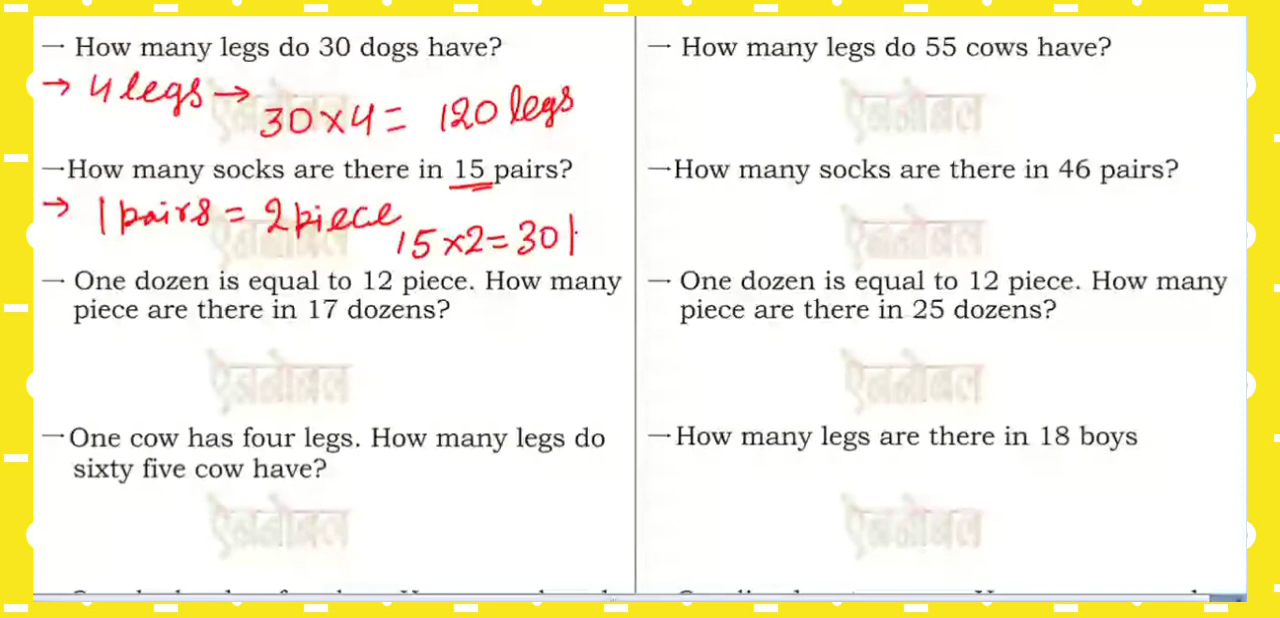 — How many legs do 30 dogs have?
→ 4 legs → 30 x 4 = 120 legs
— How many socks are there in 15 pairs?
→ 1 pairs = 2 piece 15 x 2 = 30
— One dozen is equal to 12 piece. How many
piece are there in 17 dozens?
— One cow has four legs. How many legs do
sixty five cow have?
— How many legs do 55 cows have?
— How many socks are there in 46 pairs?
— One dozen is equal to 12 piece. How many
piece are there in 25 dozens?
— How many legs are there in 18 boys